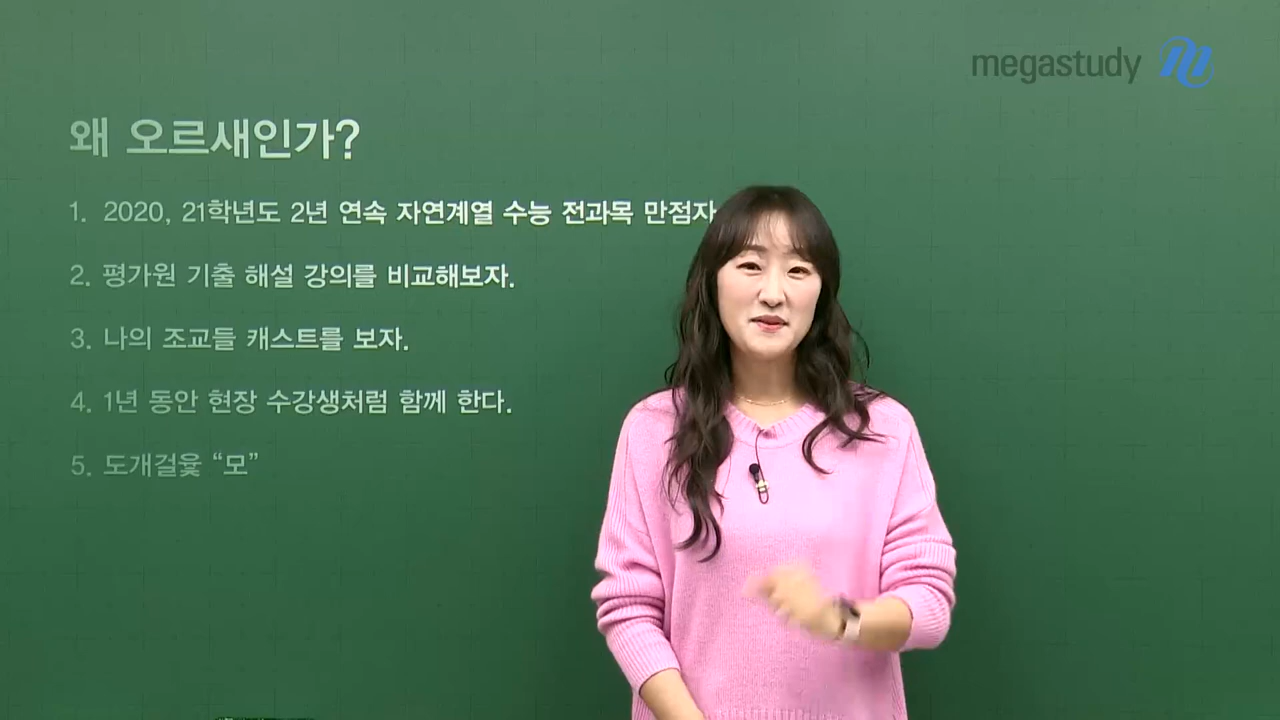 megastudy
왜 오르새인가?
1. 2020, 21학년도 2년 연속 자연계열 수능 전과목 만점자
2. 평가원 기출 해설 강의를 비교해보자.
3. 나의 조교들 캐스트를 보자.
4. 1년 동안 현장 수강생처럼 함께 한다.
5. 도개걸윷 “모”